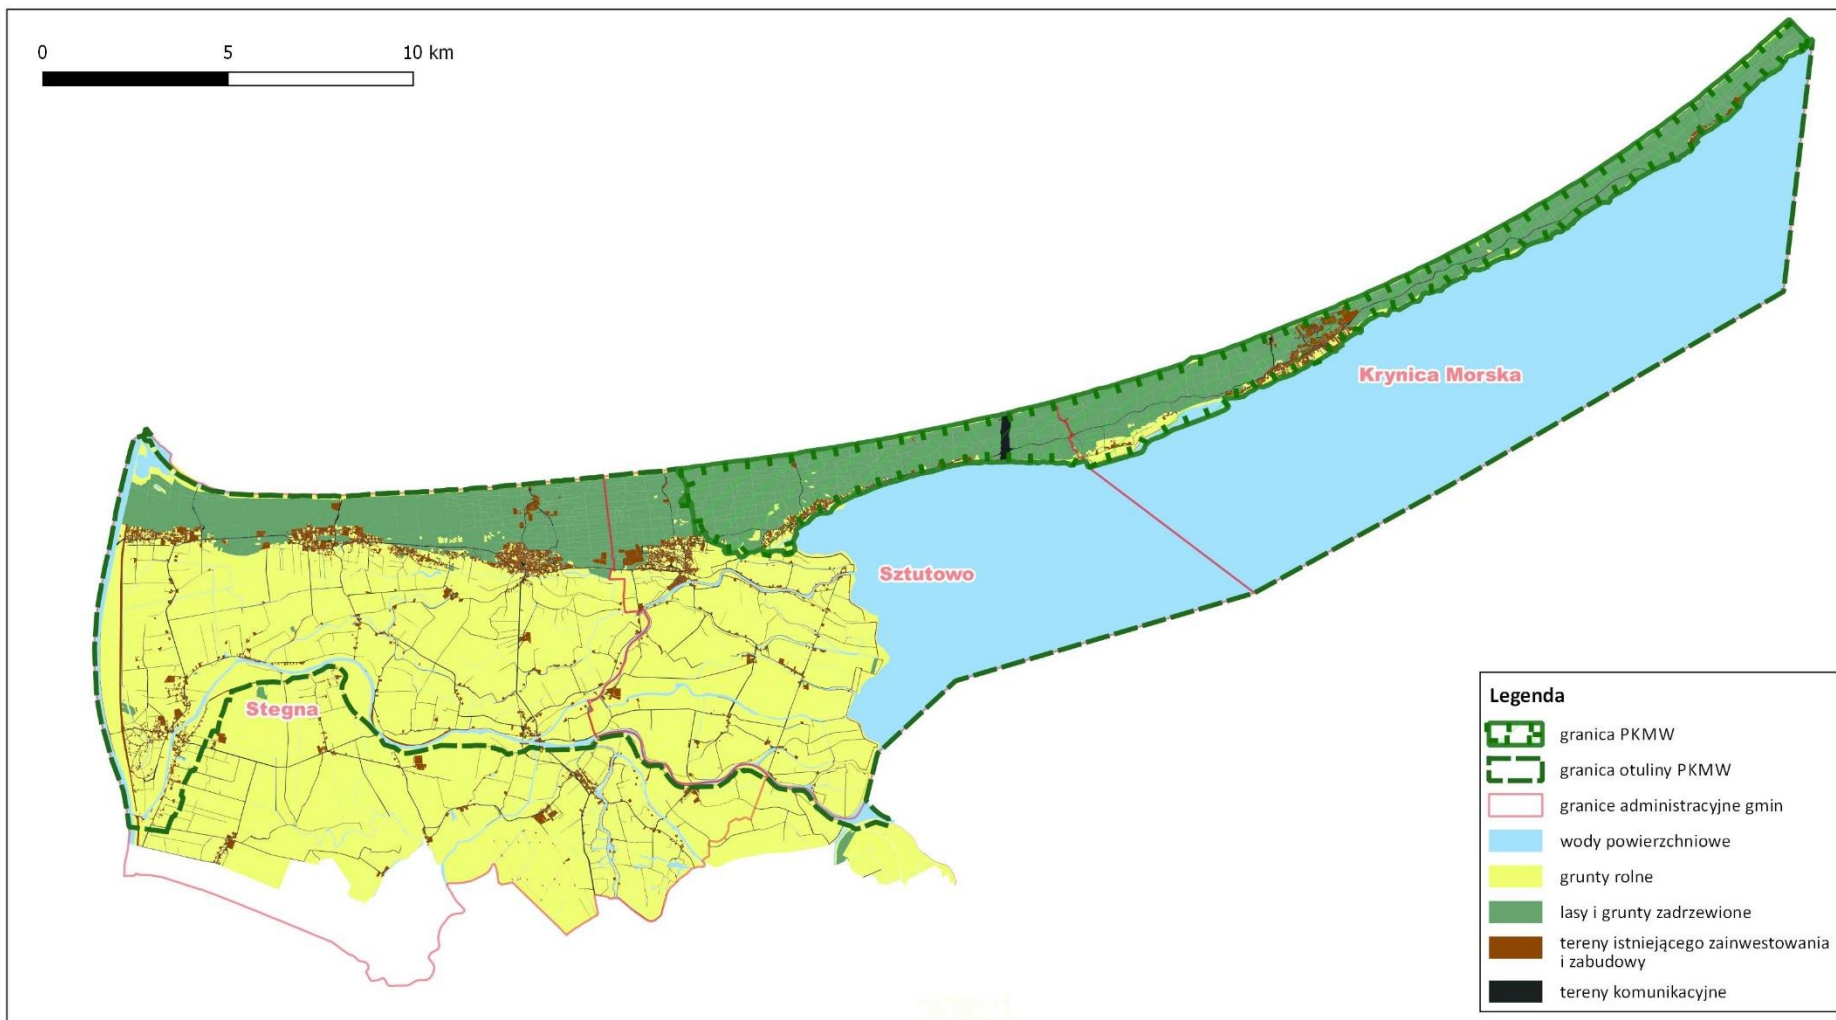 0 5 10 km
Krynica Morska
Sztutowo
Stegna
Legenda
granica PKMW
granica otuliny PKMW
granice administracyjne gmin
wody powierzchniowe
grunty rolne
lasy i grunty zadrzewione
tereny istniejącego zainwestowania
i zabudowy
tereny komunikacyjne